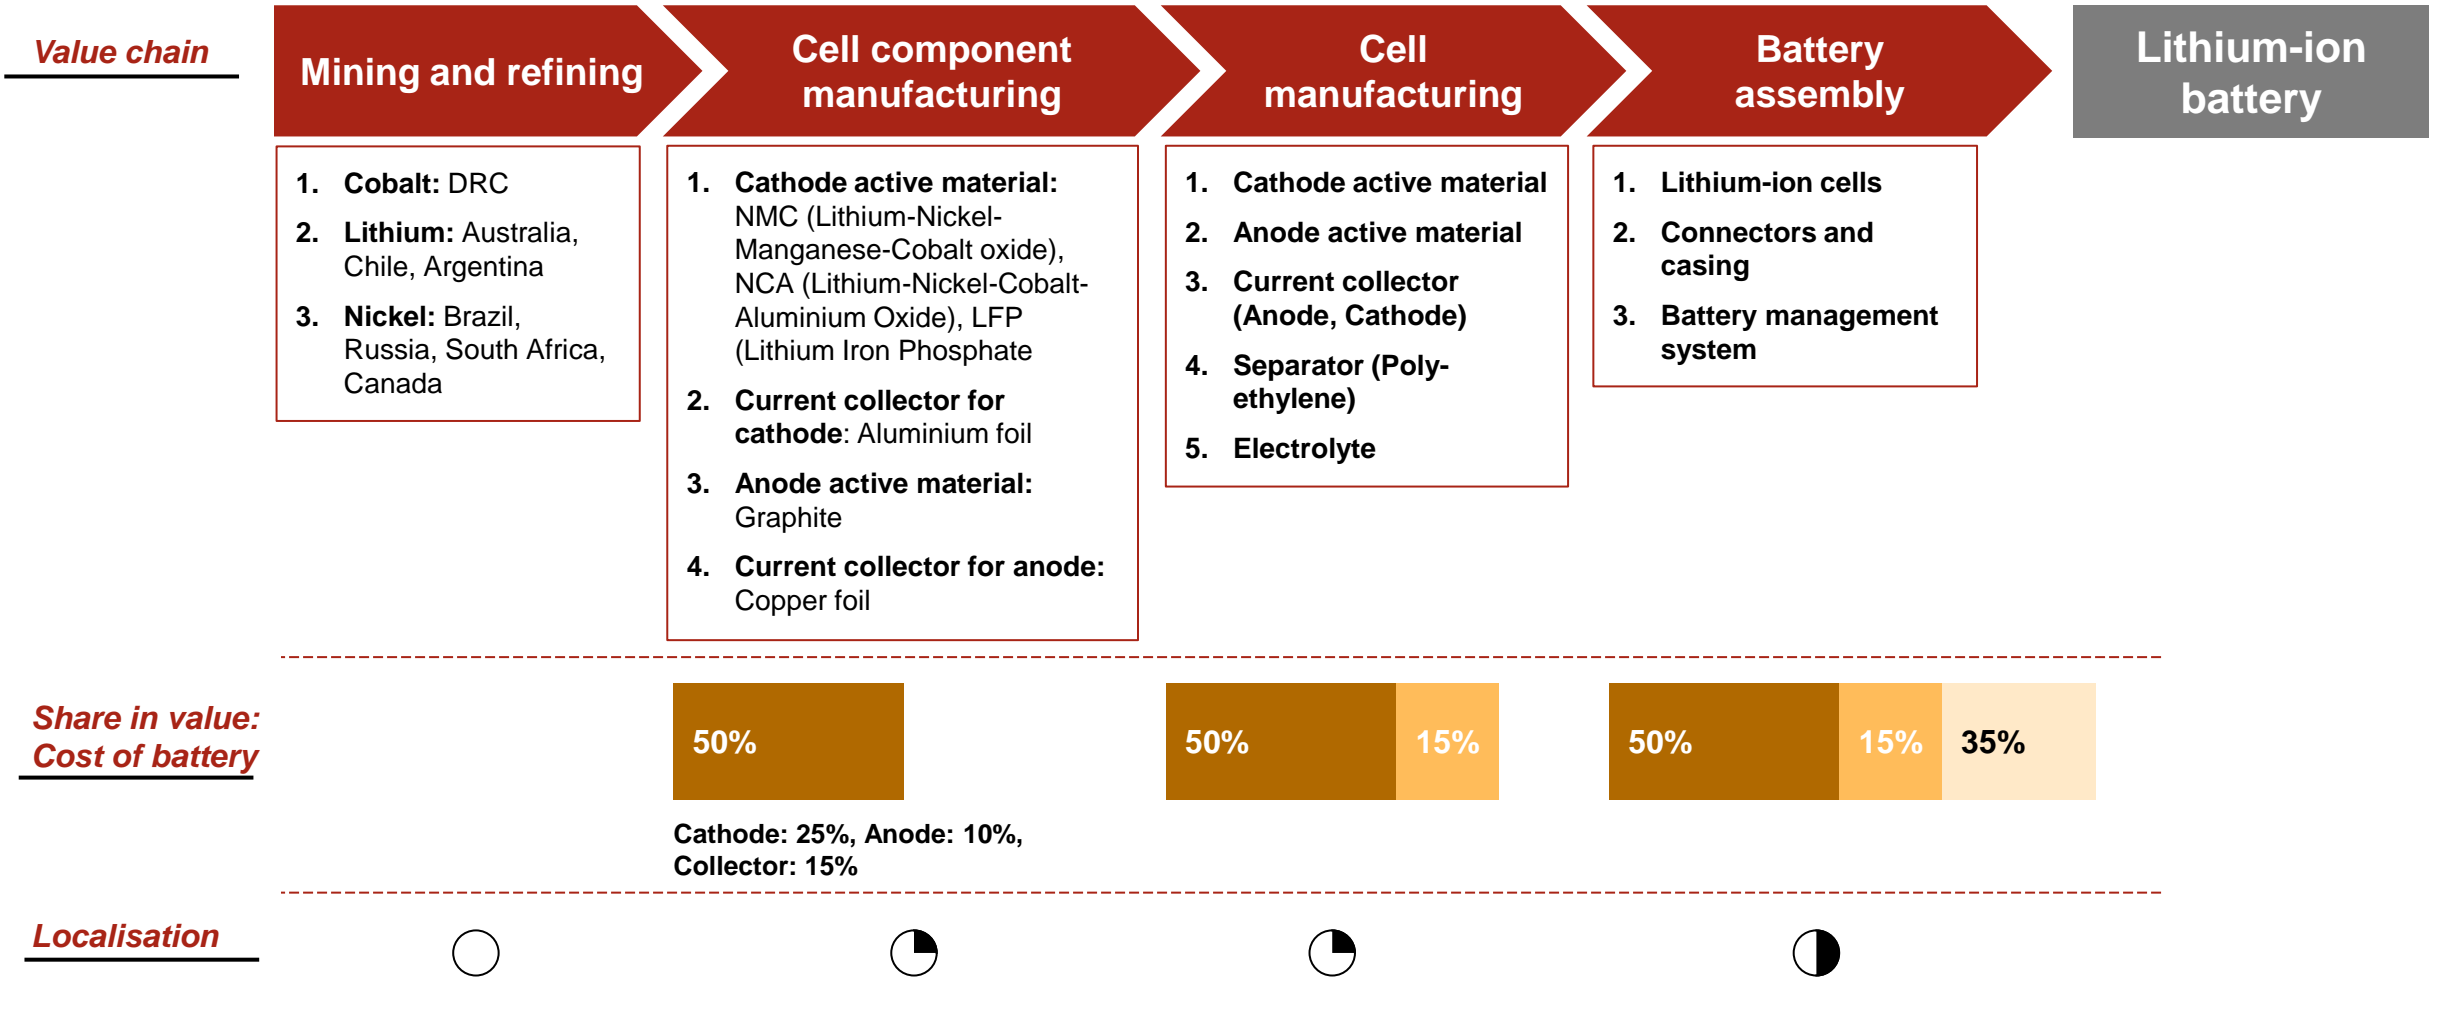 Value chain
Mining and refining
Cell component
manufacturing
Cell
manufacturing
Battery
assembly
Lithium-ion
battery
1. Cobalt: DRC
2. Lithium: Australia,
Chile, Argentina
3. Nickel: Brazil,
Russia, South Africa,
Canada
1. Cathode active material:
NMC (Lithium-Nickel-
Manganese-Cobalt oxide),
NCA (Lithium-Nickel-Cobalt-
Aluminium Oxide), LFP
(Lithium Iron Phosphate
2. Current collector for
cathode: Aluminium foil
3. Anode active material:
Graphite
4. Current collector for anode:
Copper foil
1. Cathode active material
2. Anode active material
3. Current collector
(Anode, Cathode)
4. Separator (Poly-
ethylene)
5. Electrolyte
1. Lithium-ion cells
2. Connectors and
casing
3. Battery management
system
Share in value:
Cost of battery
50%
50% 15%
50% 15% 35%
Cathode: 25%, Anode: 10%,
Collector: 15%
Localisation